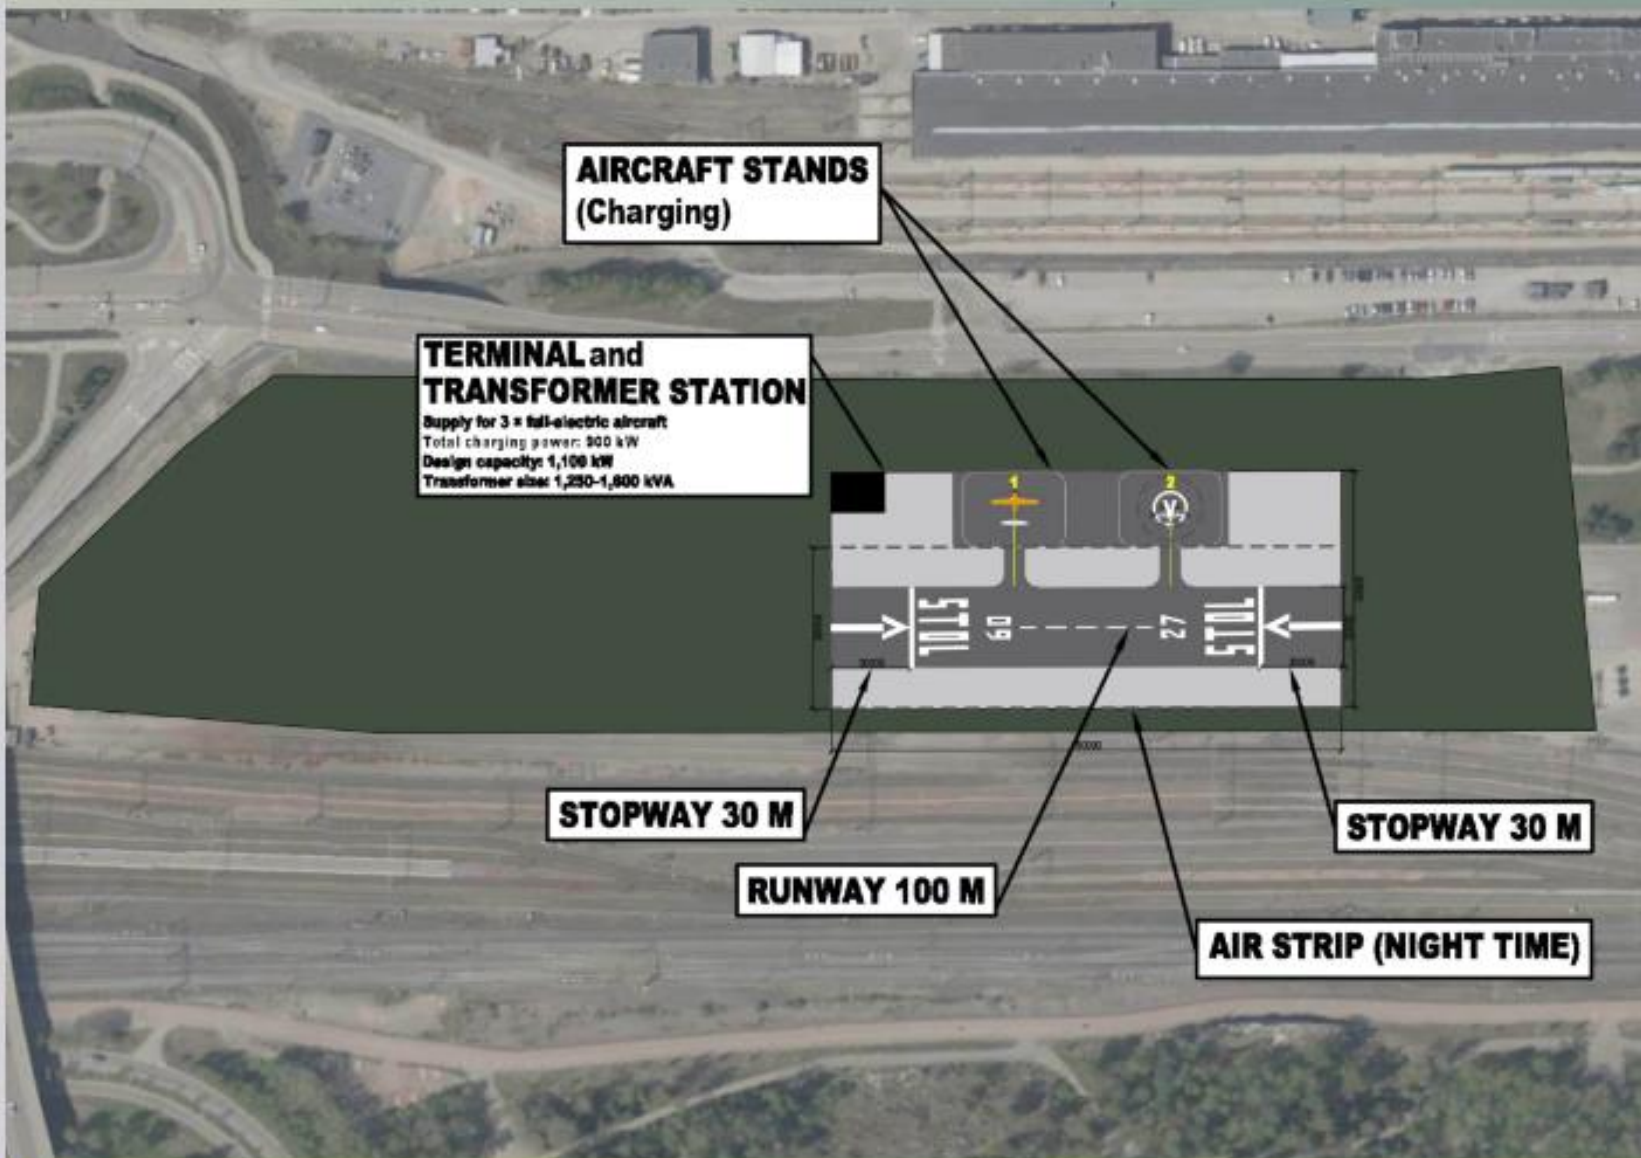 AIRCRAFT STANDS
(Charging)
TERMINAL and
TRANSFORMER STATION
Supply for 3 × full-electric aircraft
Total charging power: 900 kW
Design capacity: 1,100 kW
Transformer size: 1,250-1,600 kVA
1
2
V
STOL
09
27
STOL
30000
30000
STOPWAY 30 M
STOPWAY 30 M
RUNWAY 100 M
AIR STRIP (NIGHT TIME)